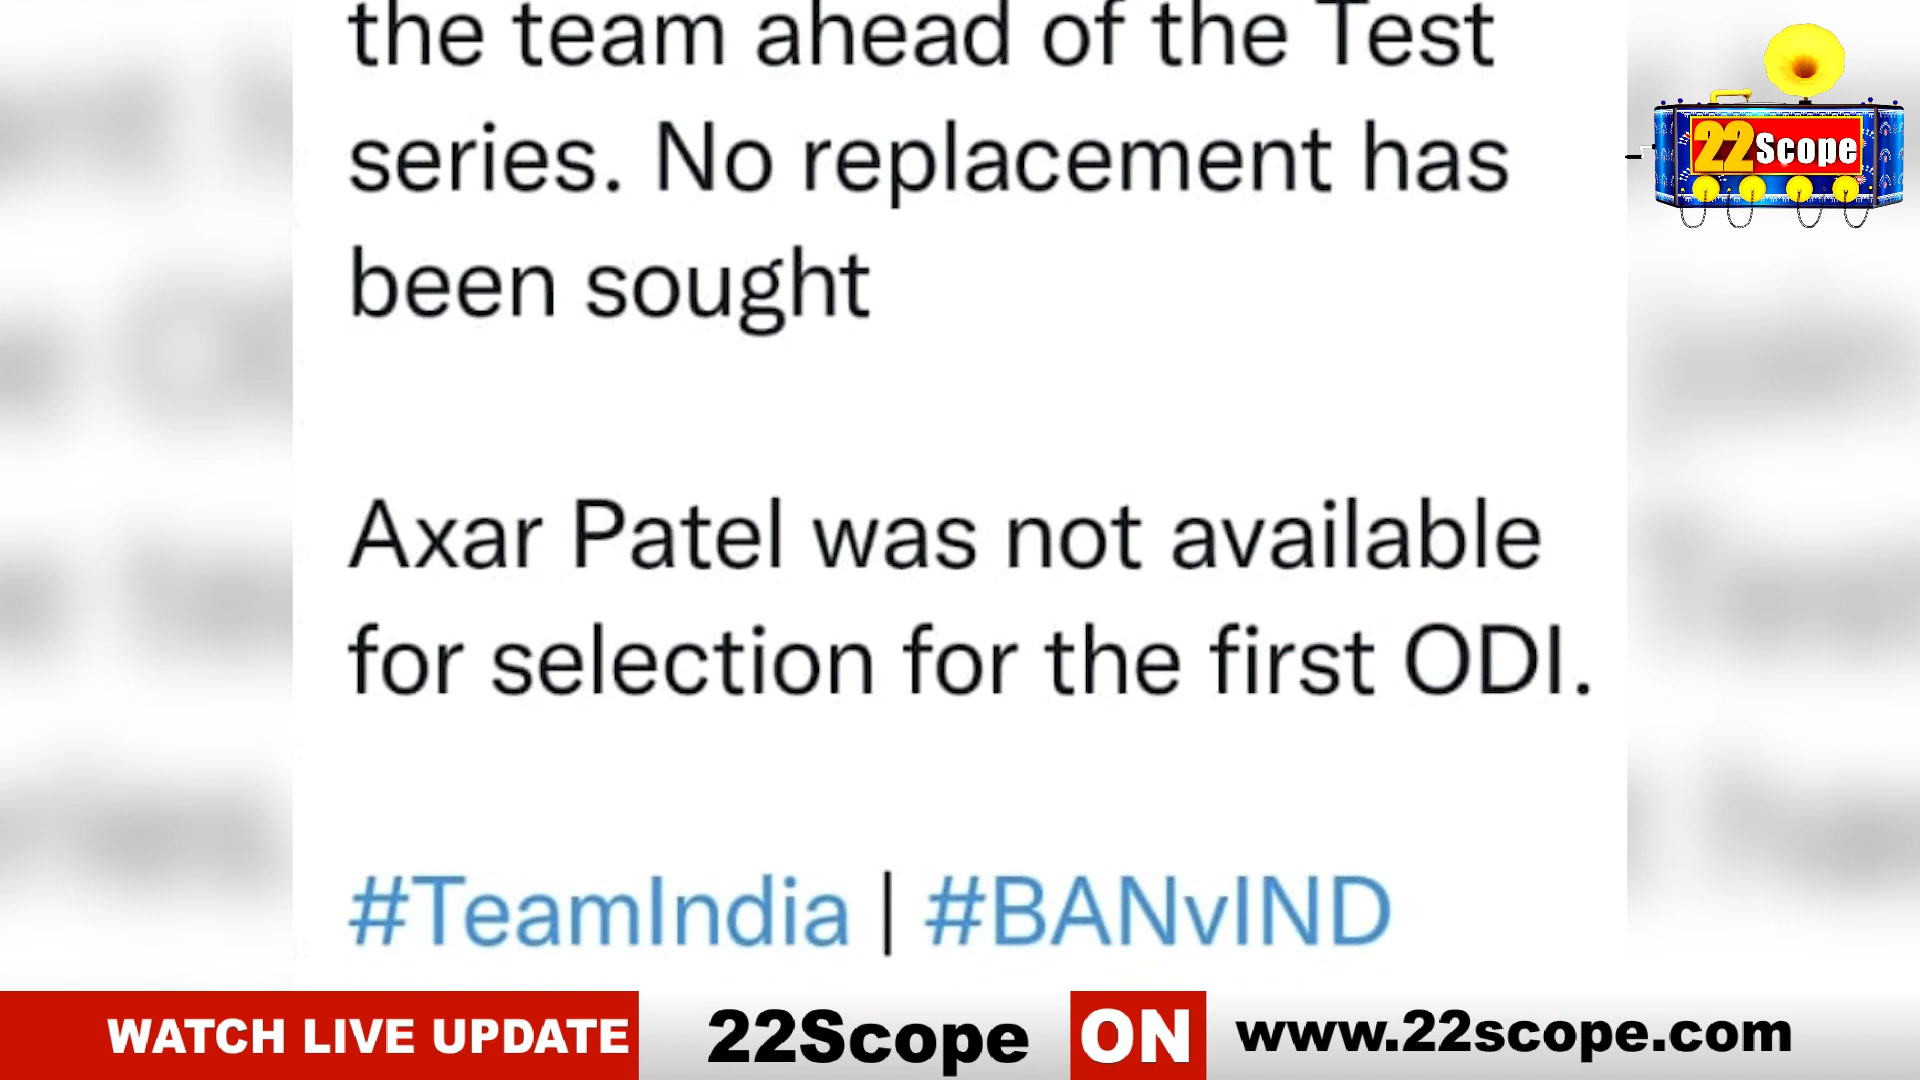 the team ahead of the Test
series. No replacement has
been sought
Axar Patel was not available
for selection for the first ODI.
#TeamIndia | #BANvIND
22Scope
WATCH LIVE UPDATE 22Scope ON www.22scope.com